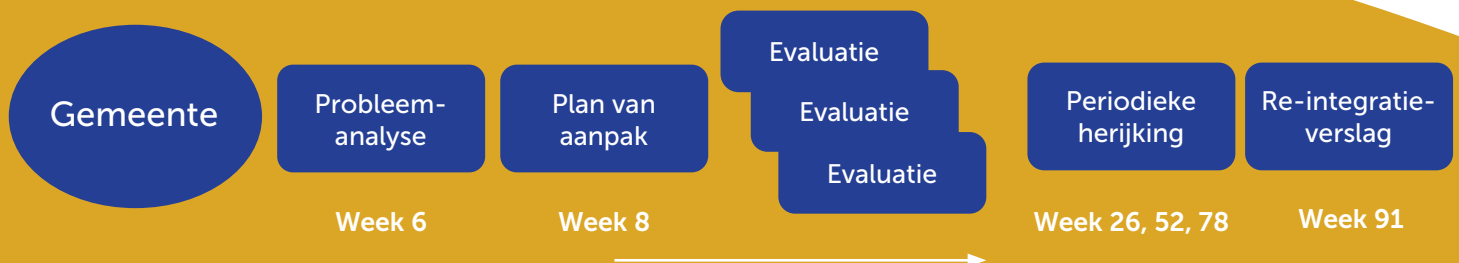 Gemeente
Probleem-
analyse
Week 6
Plan van
aanpak
Week 8
Evaluatie
Evaluatie
Evaluatie
Periodieke
herijking
Week 26, 52, 78
Re-integratie-
verslag
Week 91